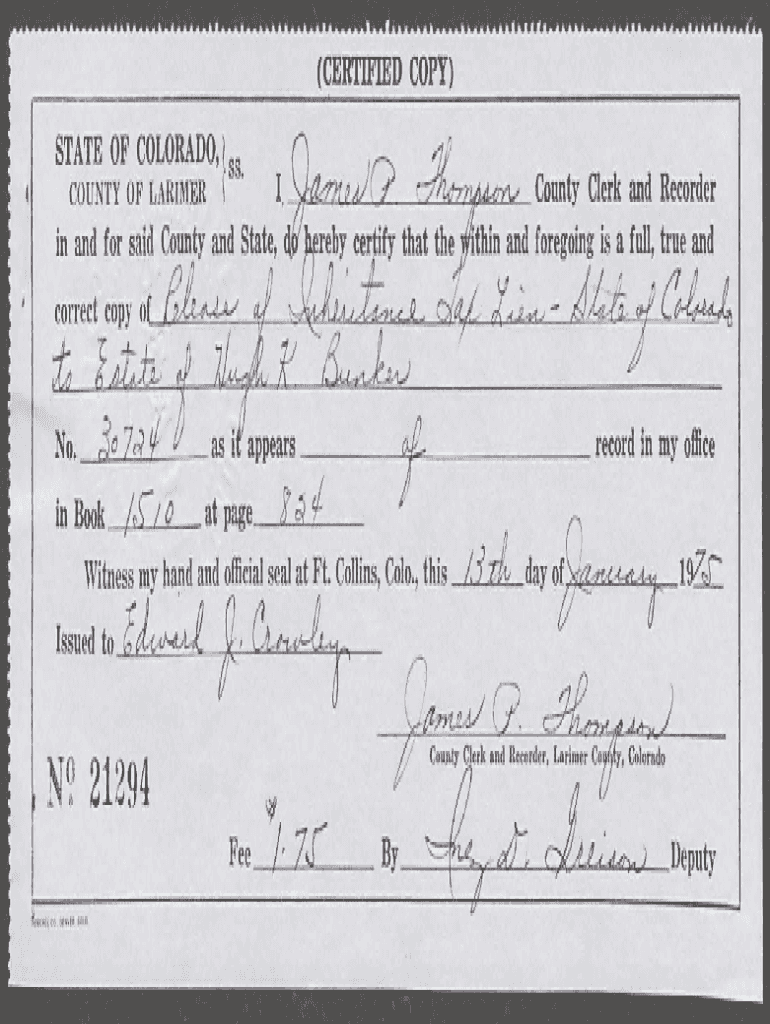 (CERTIFIED COPY)
STATE OF COLORADO,
COUNTY OF LARIMER
ss.
I James P Thompson County Clerk and Recorder
in and for said County and State, do hereby certify that the within and foregoing is a full, true and
correct copy of Release of Inheritance Tax Lien - State of Colorado
to Estate of Hugh K. Bunker
No. 30724 as it appears of record in my office
in Book 1510 at page 824
Witness my hand and official seal at Ft. Collins, Colo., this 13th day of January 1975
Issued to Edward J. Crowley
James P. Thompson
County Clerk and Recorder, Larimer County, Colorado
No. 21294
Fee $1.75 By D. Deputy